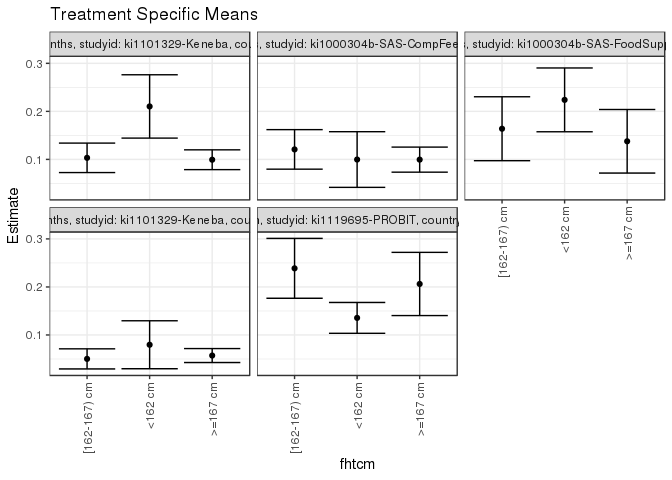 Treatment Specific Means
nths, studyid: ki1101329-Keneba, cou
, studyid: ki1000304b-SAS-CompFee
, studyid: ki1000304b-SAS-FoodSupp
0.3
0.2
0.1
nths, studyid: ki1101329-Keneba, coun
, studyid: ki1119695-PROBIT, country
0.3
0.2
0.1
[162-167) cm
<162 cm
>=167 cm
[162-167) cm
<162 cm
>=167 cm
[162-167) cm
<162 cm
>=167 cm
Estimate
fhtcm